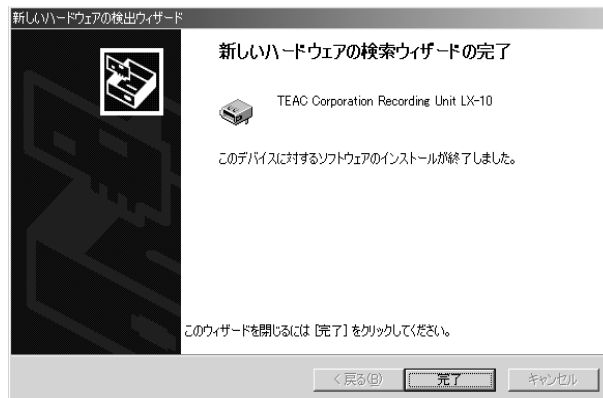 新しいハードウェアの検出ウィザード
新しいハードウェアの検索ウィザードの完了
TEAC Corporation Recording Unit LX-10
このデバイスに対するソフトウェアのインストールが終了しました。
このウィザードを閉じるには [完了] をクリックしてください。
< 戻る(B)
完了
キャンセル